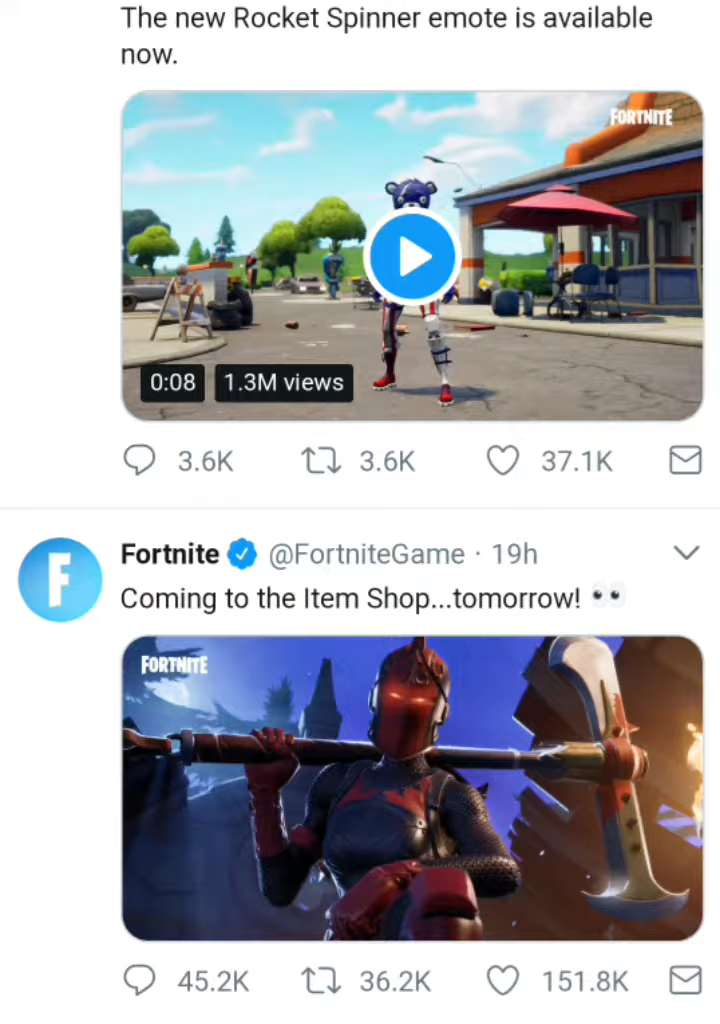 The new Rocket Spinner emote is available
now.
FORTNITE
0:08 1.3M views
3.6K 3.6K 37.1K
F
Fortnite @FortniteGame · 19h
Coming to the Item Shop...tomorrow! 👀
FORTNITE
45.2K 36.2K 151.8K